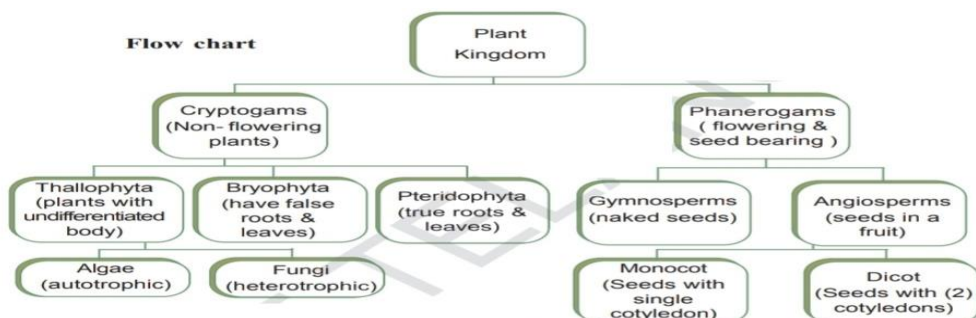 Flow chart
Plant
Kingdom
Cryptogams
(Non- flowering
plants)
Phanerogams
( flowering &
seed bearing )
Thallophyta
(plants with
undifferentiated
body)
Bryophyta
(have false
roots &
leaves)
Pteridophyta
(true roots &
leaves)
Gymnosperms
(naked seeds)
Angiosperms
(seeds in a
fruit)
Algae
(autotrophic)
Fungi
(heterotrophic)
Monocot
(Seeds with
single
cotyledon)
Dicot
(Seeds with (2)
cotyledons)